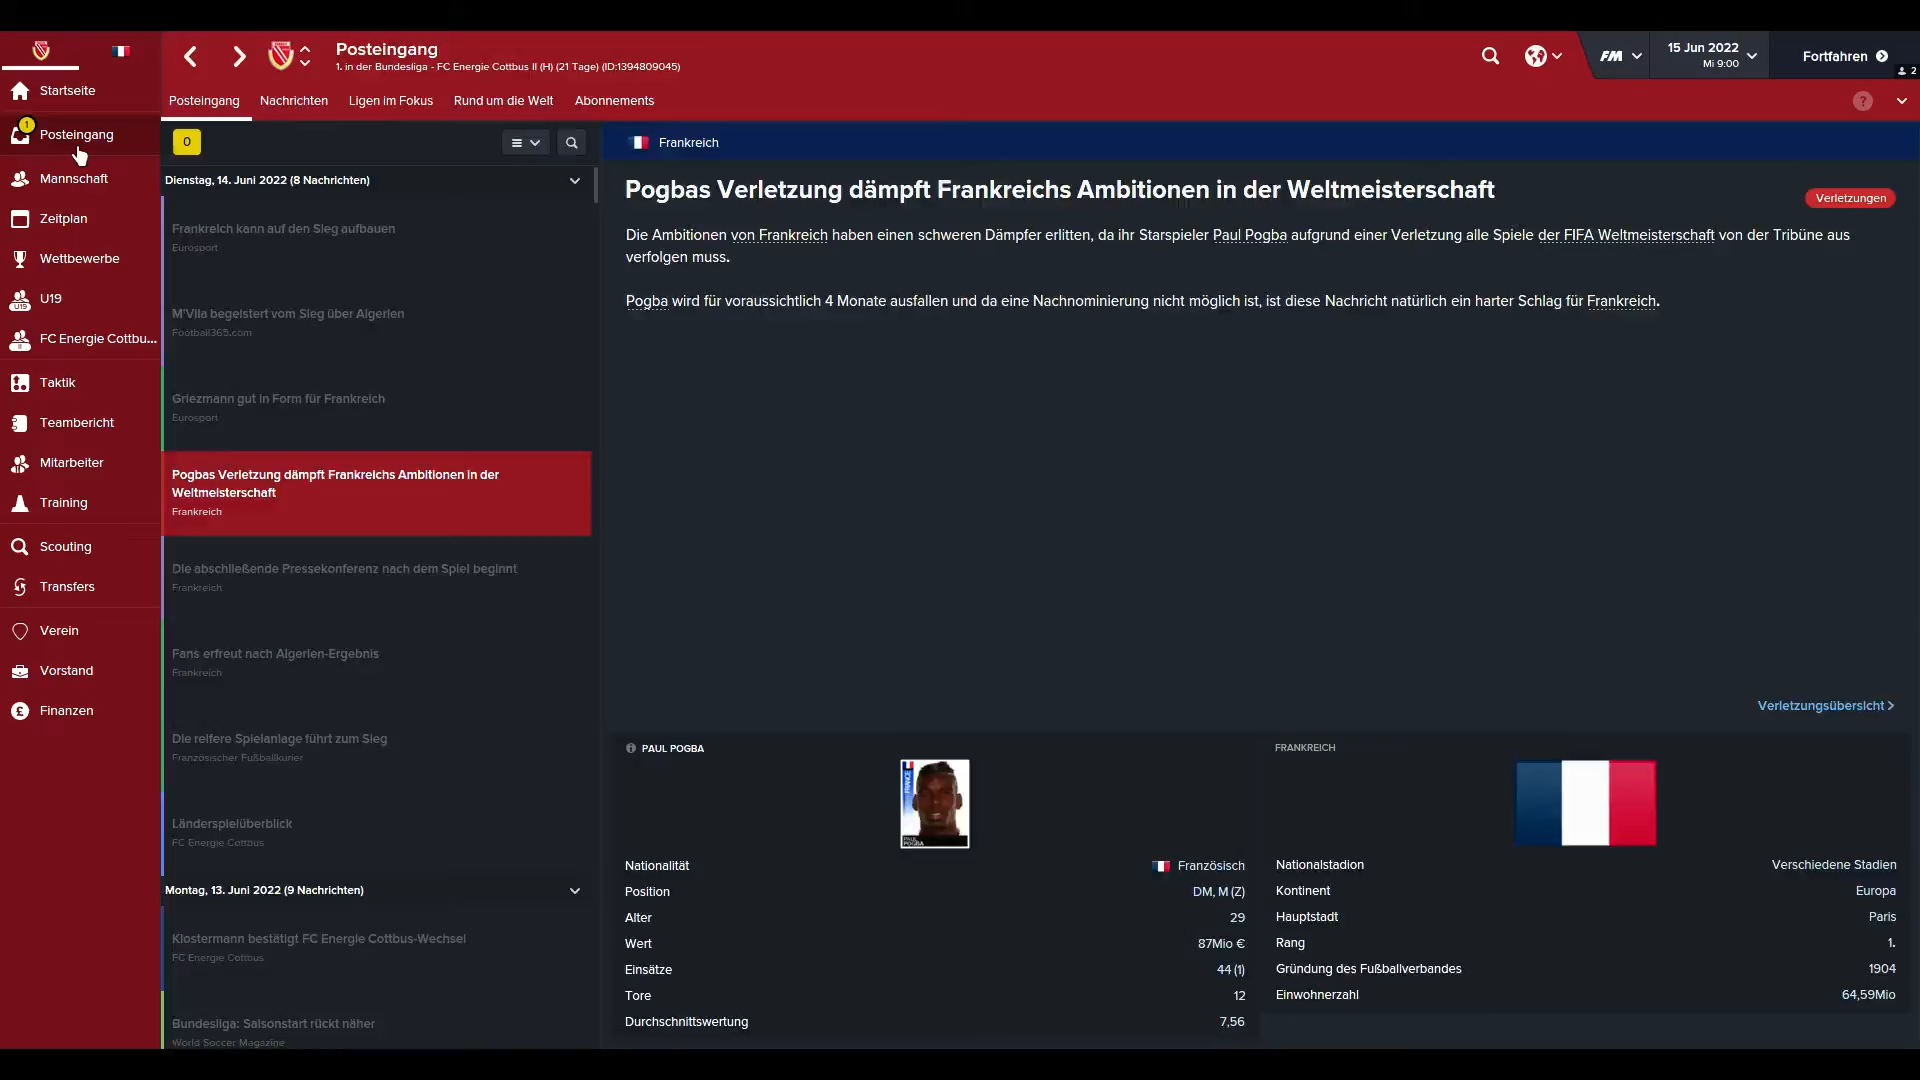 Posteingang
1. in der Bundesliga - FC Energie Cottbus II (H) (21 Tage) (ID:1394809045)
FM
15 Jun 2022
Mi 9:00
Fortfahren
2
Posteingang
Nachrichten
Ligen im Fokus
Rund um die Welt
Abonnements
?
Startseite
1
Posteingang
Mannschaft
Zeitplan
Wettbewerbe
U19
U19
FC Energie Cottbu...
II
Taktik
Teambericht
Mitarbeiter
Training
Scouting
Transfers
Verein
Vorstand
£
Finanzen
0
Dienstag, 14. Juni 2022 (8 Nachrichten)
Frankreich kann auf den Sieg aufbauen
Eurosport
M'Vila begeistert vom Sieg über Algerien
Football365.com
Griezmann gut in Form für Frankreich
Eurosport
Pogbas Verletzung dämpft Frankreichs Ambitionen in der
Weltmeisterschaft
Frankreich
Die abschließende Pressekonferenz nach dem Spiel beginnt
Frankreich
Fans erfreut nach Algerien-Ergebnis
Frankreich
Die reifere Spielanlage führt zum Sieg
Französischer Fußballkurier
Länderspielüberblick
FC Energie Cottbus
Montag, 13. Juni 2022 (9 Nachrichten)
Klostermann bestätigt FC Energie Cottbus-Wechsel
FC Energie Cottbus
Bundesliga: Saisonstart rückt näher
World Soccer Magazine
Frankreich
Pogbas Verletzung dämpft Frankreichs Ambitionen in der Weltmeisterschaft
Verletzungen
Die Ambitionen von Frankreich haben einen schweren Dämpfer erlitten, da ihr Starspieler Paul Pogba aufgrund einer Verletzung alle Spiele der FIFA Weltmeisterschaft von der Tribüne aus
verfolgen muss.
Pogba wird für voraussichtlich 4 Monate ausfallen und da eine Nachnominierung nicht möglich ist, ist diese Nachricht natürlich ein harter Schlag für Frankreich.
Verletzungsübersicht
PAUL POGBA
FRANCE
PAUL
POGBA
Nationalität Französisch
Position DM, M (Z)
Alter 29
Wert 87Mio €
Einsätze 44 (1)
Tore 12
Durchschnittswertung 7,56
FRANKREICH
Nationalstadion Verschiedene Stadien
Kontinent Europa
Hauptstadt Paris
Rang 1.
Gründung des Fußballverbandes 1904
Einwohnerzahl 64,59Mio